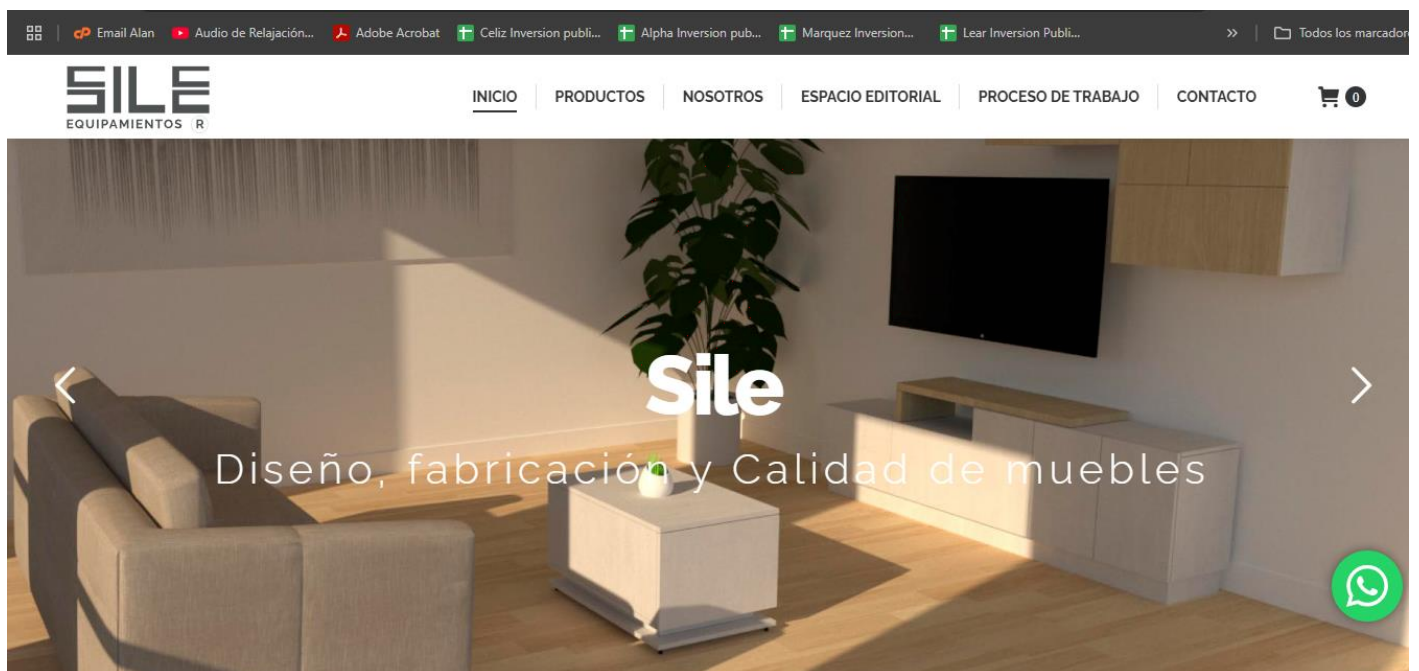 Email Alan Audio de Relajación... Adobe Acrobat Celiz Inversion publi... Alpha Inversion pub... Marquez Inversion... Lear Inversion Publi... » Todos los marcadore
SILE
EQUIPAMIENTOS (R)
INICIO PRODUCTOS NOSOTROS ESPACIO EDITORIAL PROCESO DE TRABAJO CONTACTO 0
Sile
Diseño, fabricación y Calidad de muebles